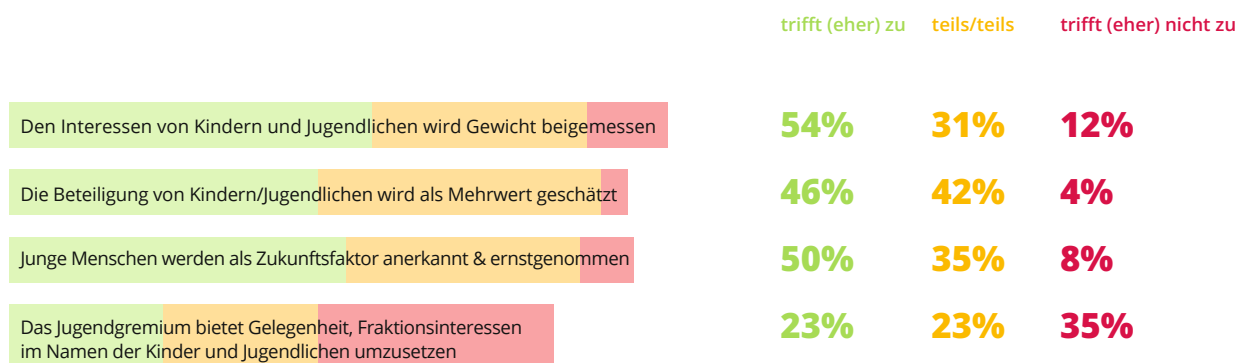 trifft (eher) zu teils/teils trifft (eher) nicht zu
Den Interessen von Kindern und Jugendlichen wird Gewicht beigemessen 54% 31% 12%
Die Beteiligung von Kindern/Jugendlichen wird als Mehrwert geschätzt 46% 42% 4%
Junge Menschen werden als Zukunftsfaktor anerkannt & ernstgenommen 50% 35% 8%
Das Jugendgremium bietet Gelegenheit, Fraktionsinteressen
im Namen der Kinder und Jugendlichen umzusetzen 23% 23% 35%